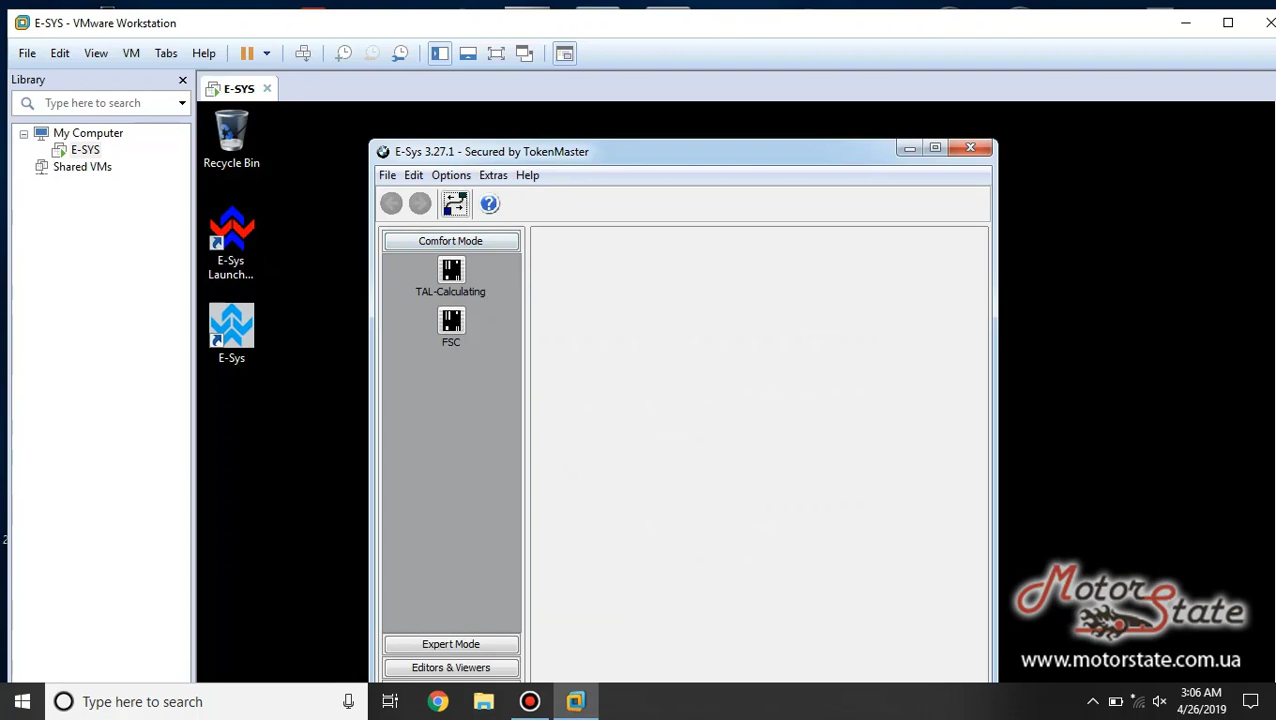 E-SYS - VMware Workstation
File Edit View VM Tabs Help
Library
Type here to search
My Computer
E-SYS
Shared VMs
E-SYS
Recycle Bin
E-Sys
Launch...
E-Sys
E-Sys 3.27.1 - Secured by TokenMaster
File Edit Options Extras Help
Comfort Mode
TAL-Calculating
FSC
Expert Mode
Editors & Viewers
Motor State
www.motorstate.com.ua
Type here to search
3:06 AM
4/26/2019